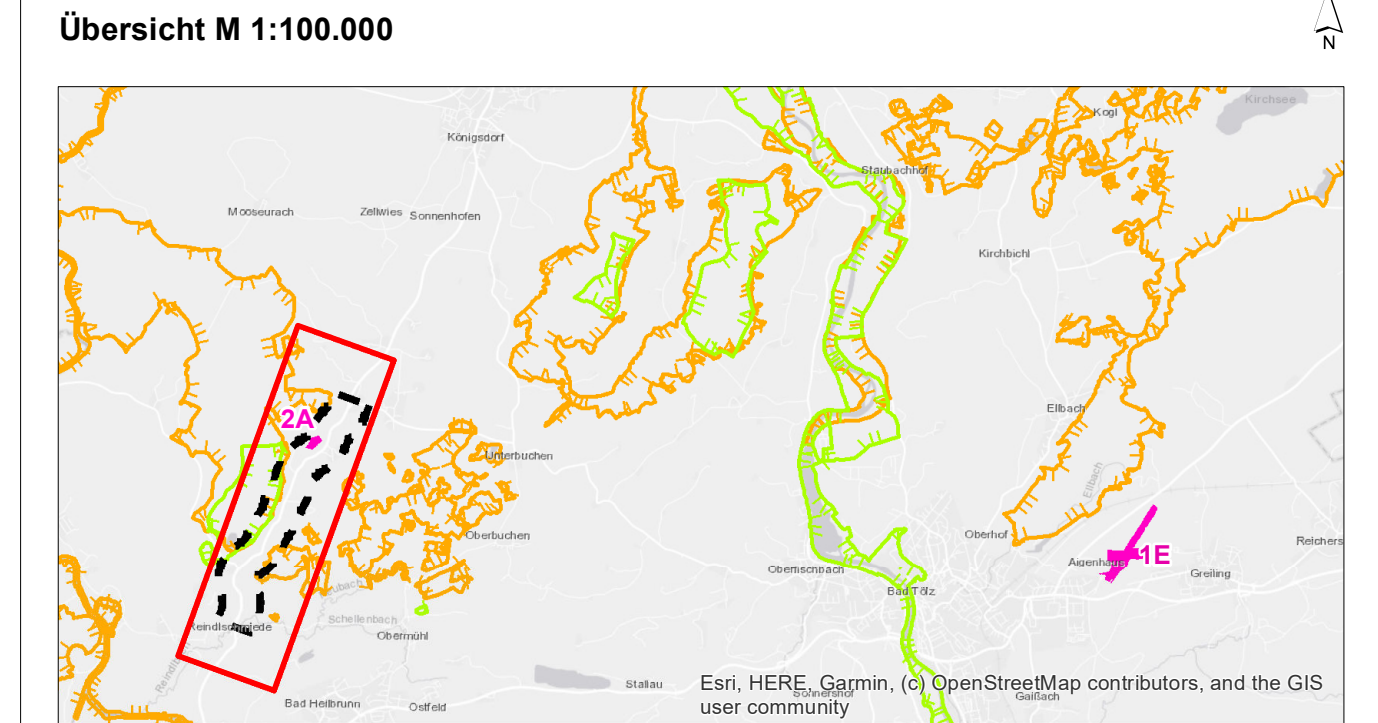 Übersicht M 1:100.000
N
Kirchsee
Kogl
Königsdorf
Staubachhof
Mooseurach
Zellwies
Sonnenhofen
Kirchbichl
2A
Ellbach
Unterbuchen
Ellbach
Oberbuchen
Oberhof
Reichers
Aigenhaus
1E
Greiling
Oberfischbach
Bad Tölz
Schellenbach
Obermühl
Stallau
Esri, HERE, Garmin, (c) OpenStreetMap contributors, and the GIS
user community
Bad Heilbrunn
Ostfeld
Gaißach